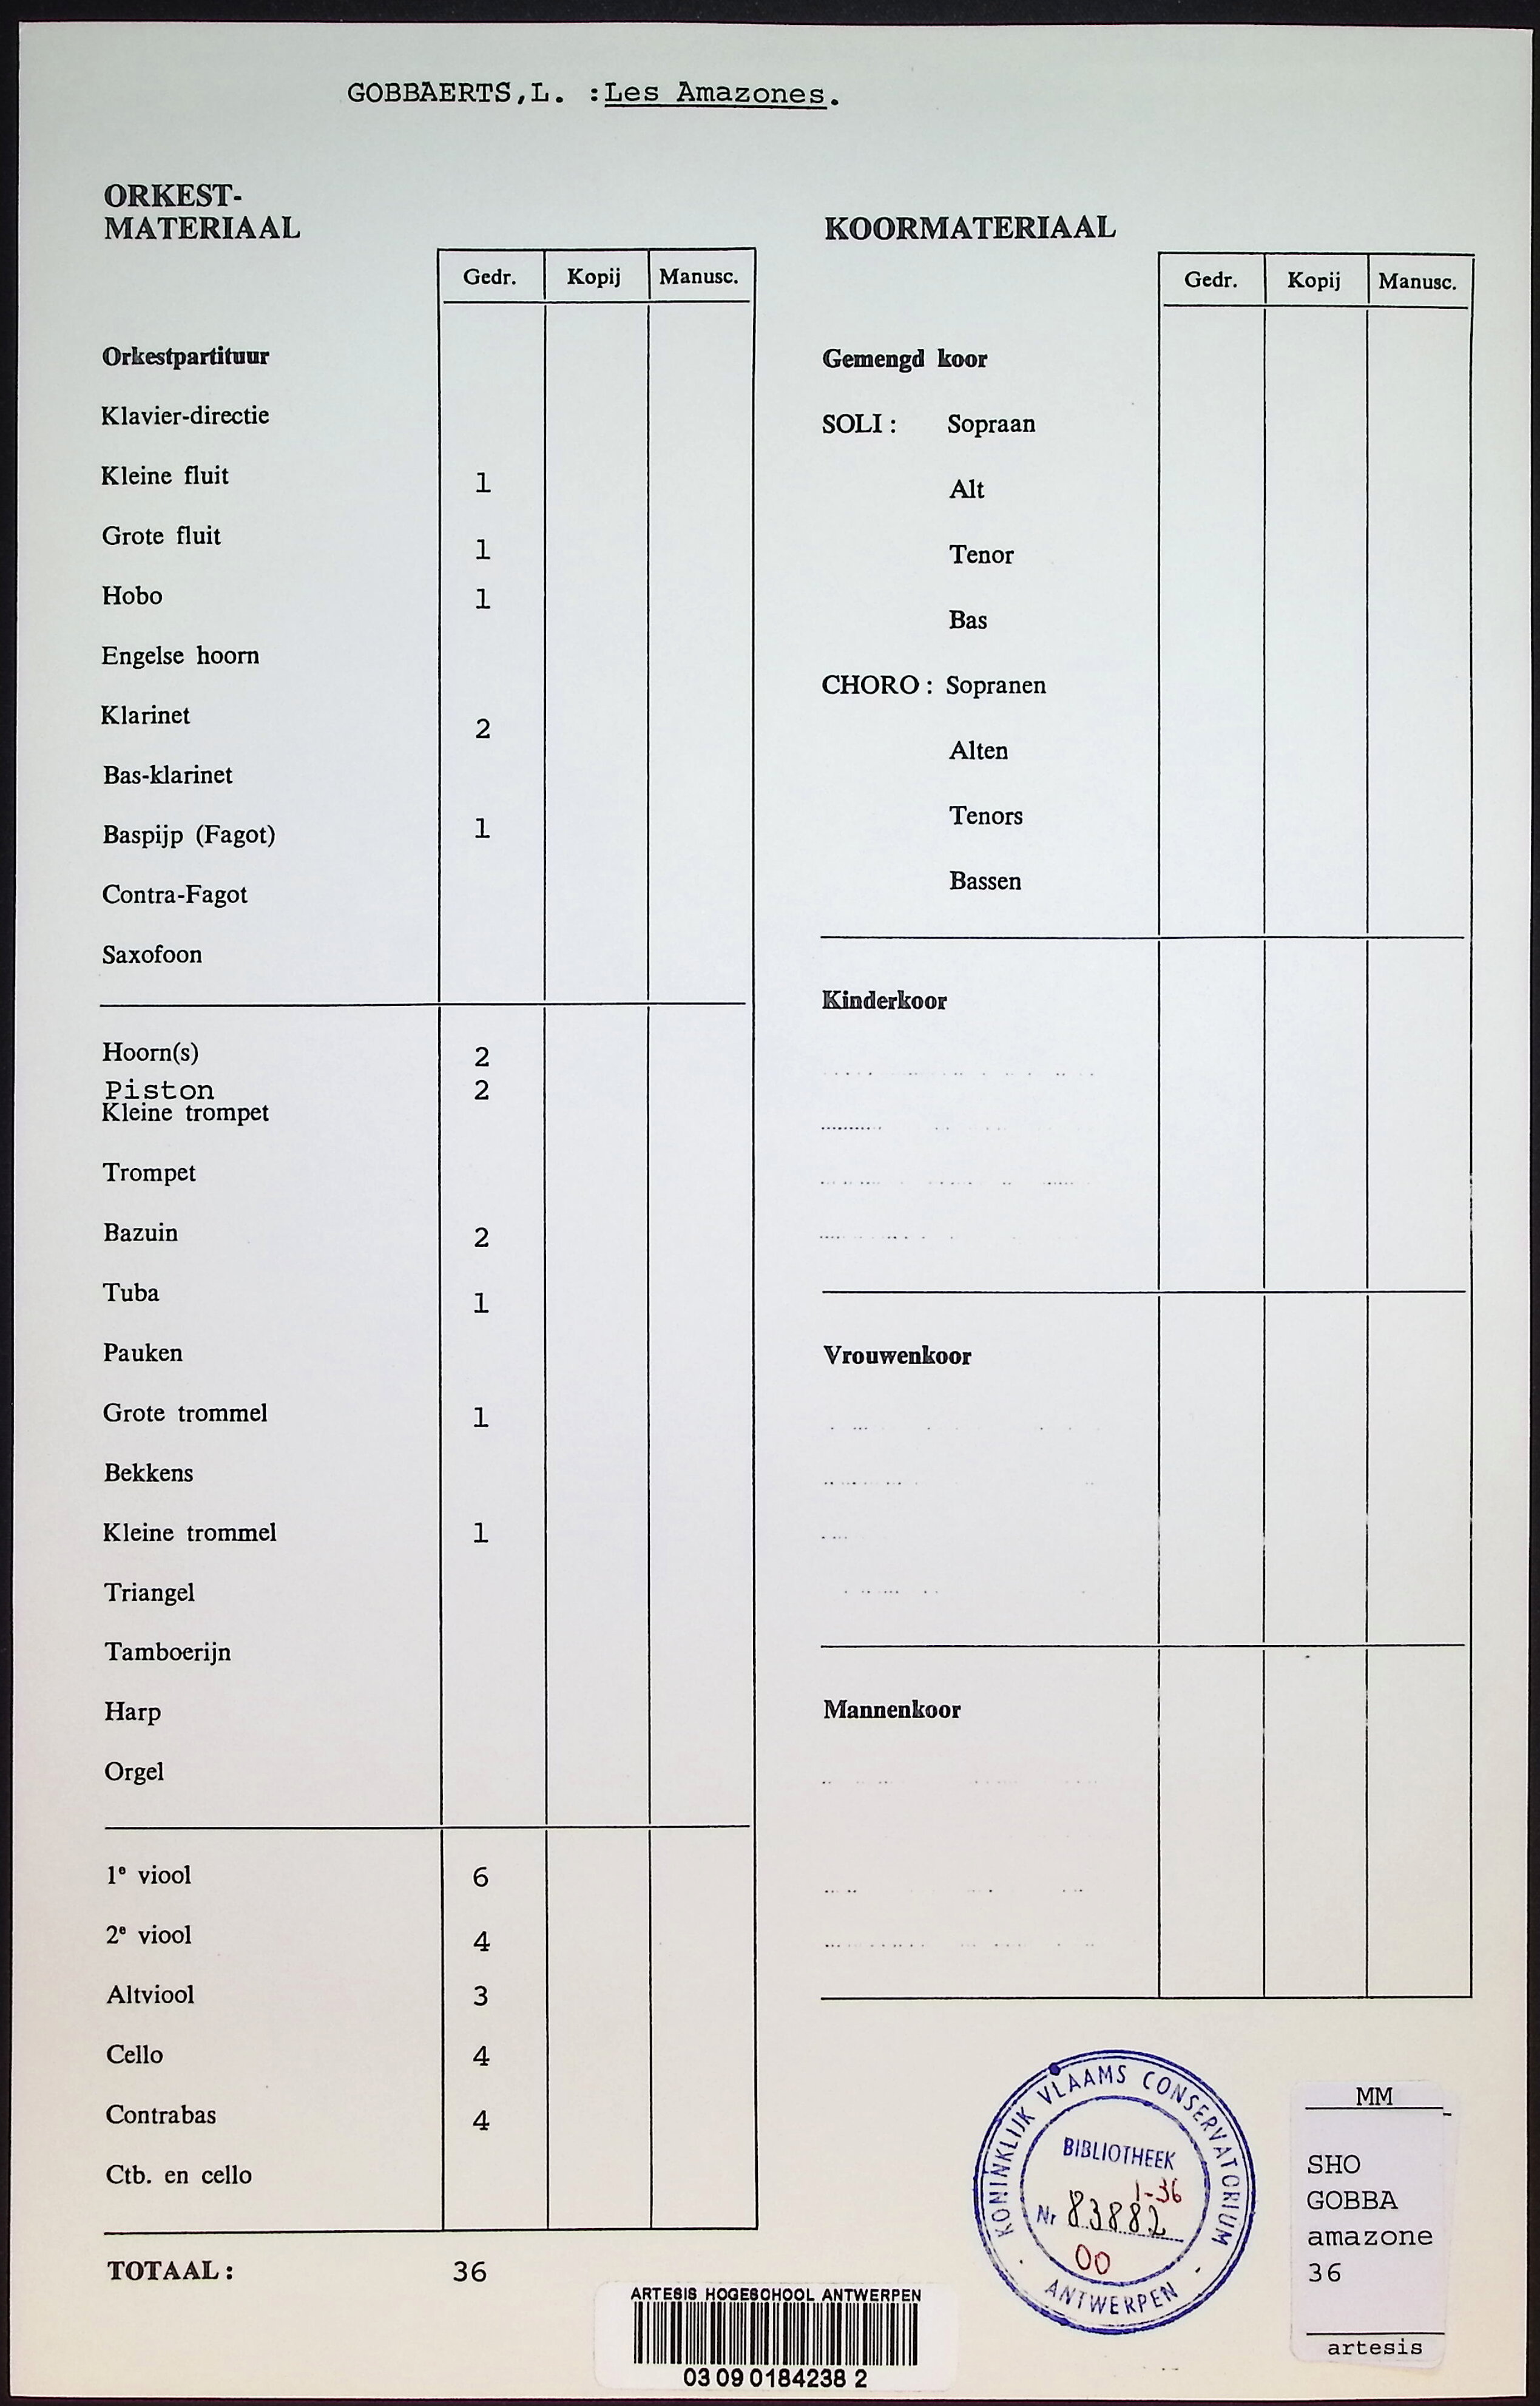 GOBBAERTS,L. :Les Amazones.
ORKEST-
MATERIAAL
Gedr. Kopij Manusc.
Orkestpartituur
Klavier-directie
Kleine fluit 1
Grote fluit 1
Hobo 1
Engelse hoorn
Klarinet 2
Bas-klarinet
Baspijp (Fagot) 1
Contra-Fagot
Saxofoon
Hoorn(s) 2
Piston 2
Kleine trompet
Trompet
Bazuin 2
Tuba 1
Pauken
Grote trommel 1
Bekkens
Kleine trommel 1
Triangel
Tamboerijn
Harp
Orgel
1e viool 6
2e viool 4
Altviool 3
Cello 4
Contrabas 4
Ctb. en cello
TOTAAL : 36
KOORMATERIAAL
Gedr. Kopij Manusc.
Gemengd koor
SOLI : Sopraan
Alt
Tenor
Bas
CHORO : Sopranen
Alten
Tenors
Bassen
Kinderkoor
Vrouwenkoor
Mannenkoor
KONINKLIJK VLAAMS CONSERVATORIUM
BIBLIOTHEEK
1-36
Nr 83882
00
ANTWERPEN
MM
SHO
GOBBA
amazone
36
artesis
ARTESIS HOGESCHOOL ANTWERPEN
03 09 0184238 2